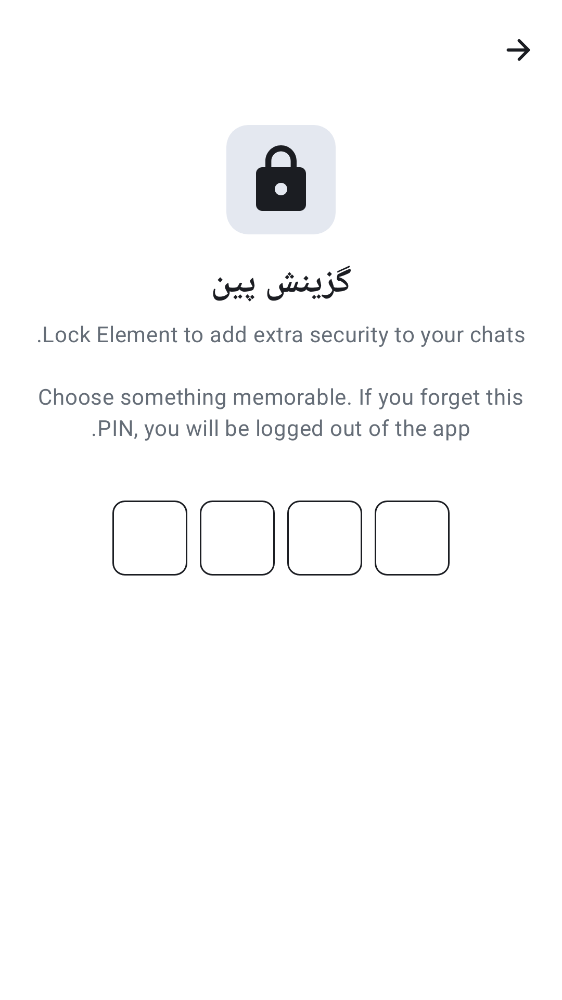 گزینش پین
.Lock Element to add extra security to your chats
Choose something memorable. If you forget this
.PIN, you will be logged out of the app